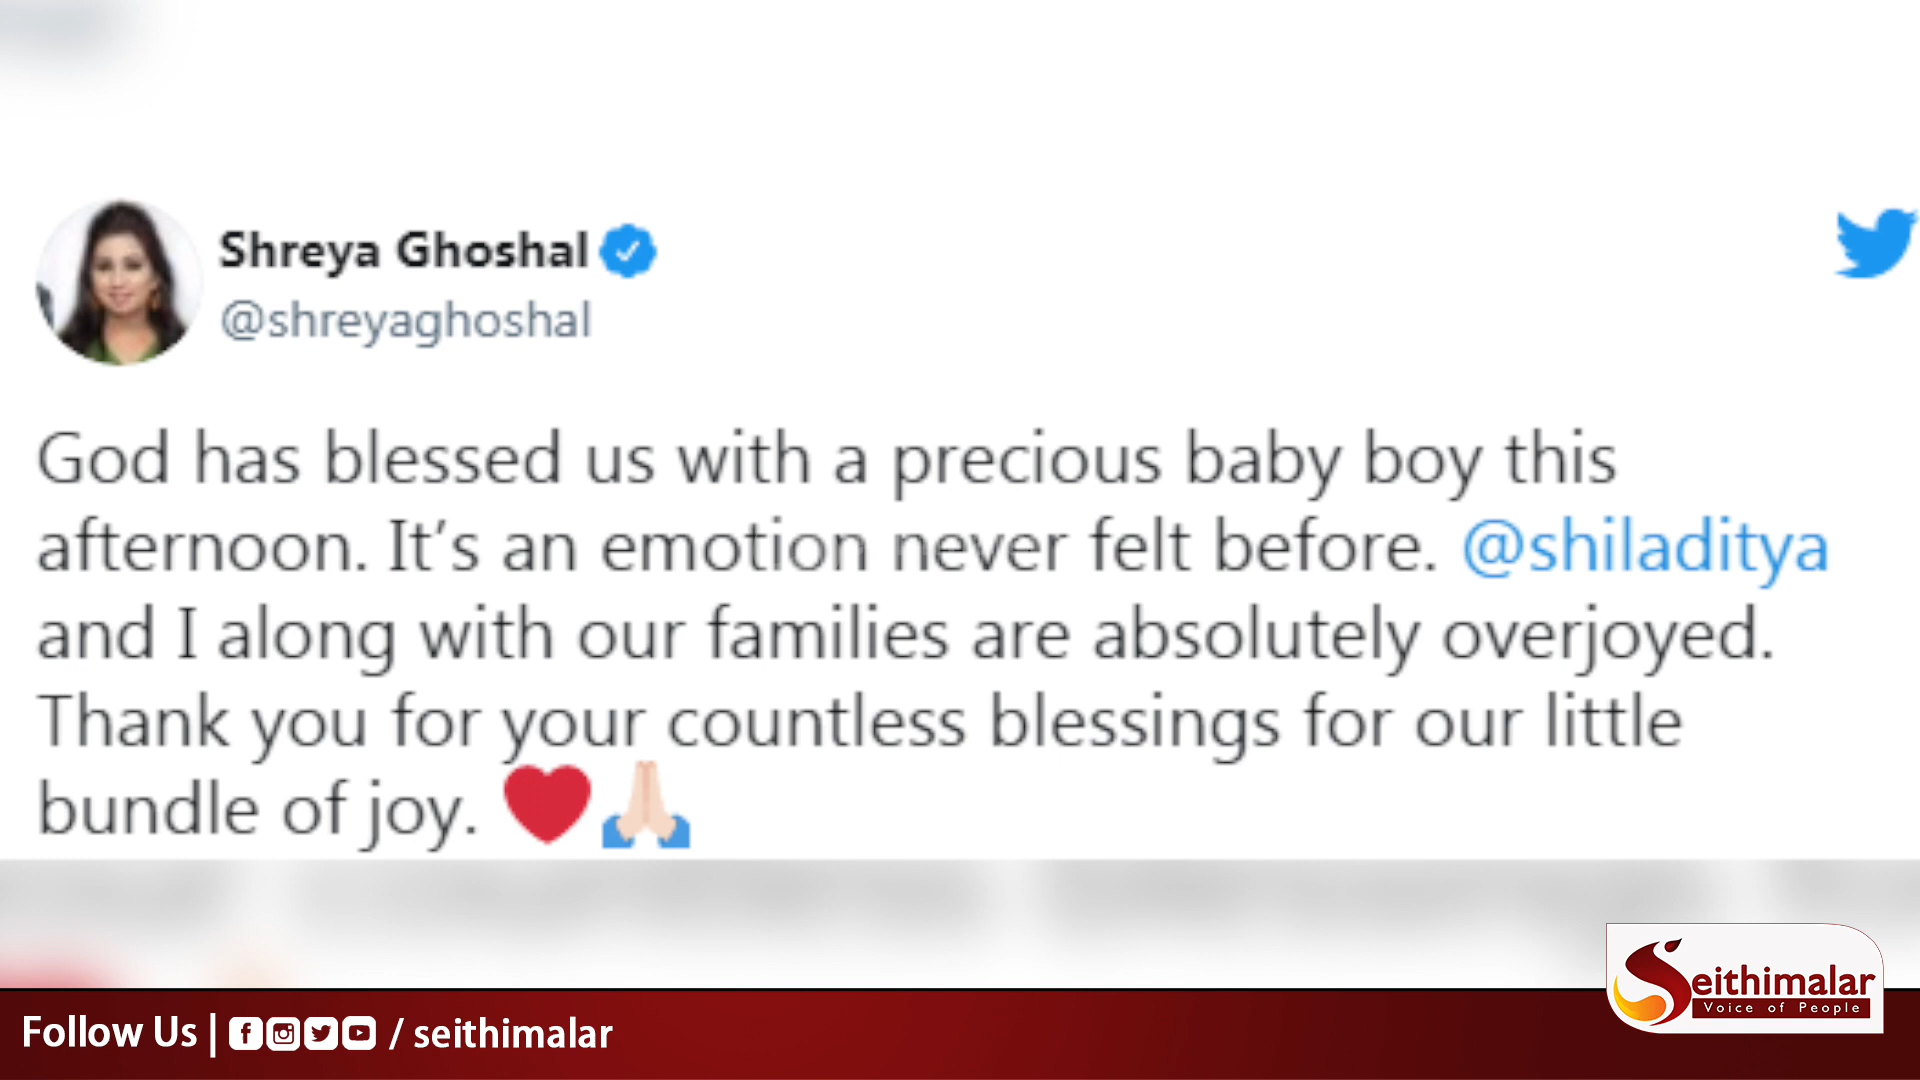 Shreya Ghoshal
@shreyaghoshal
God has blessed us with a precious baby boy this
afternoon. It’s an emotion never felt before. @shiladitya
and I along with our families are absolutely overjoyed.
Thank you for your countless blessings for our little
bundle of joy. ❤️🙏🏻
Seithimalar
Voice of People
Follow Us | / seithimalar